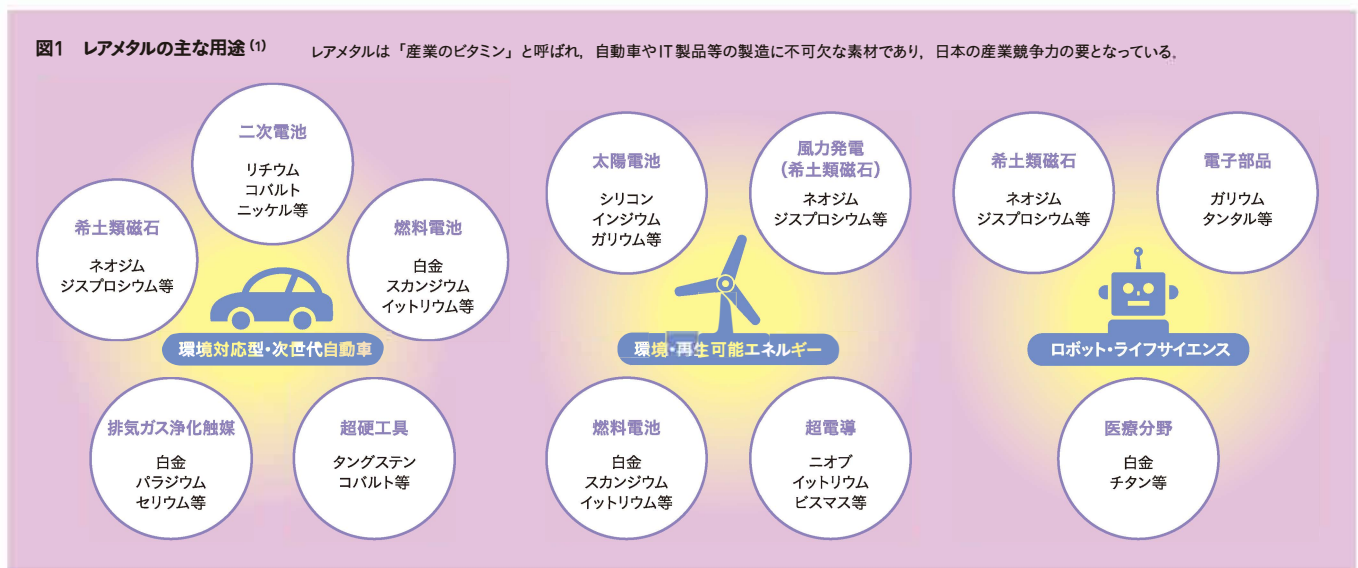 図1 レアメタルの主な用途(1)
レアメタルは「産業のビタミン」と呼ばれ，自動車やIT製品等の製造に不可欠な素材であり，日本の産業競争力の要となっている。
二次電池
リチウム
コバルト
ニッケル等
希土類磁石
ネオジム
ジスプロシウム等
燃料電池
白金
スカンジウム
イットリウム等
環境対応型・次世代自動車
排気ガス浄化触媒
白金
パラジウム
セリウム等
超硬工具
タングステン
コバルト等
太陽電池
シリコン
インジウム
ガリウム等
風力発電
(希土類磁石)
ネオジム
ジスプロシウム等
環境・再生可能エネルギー
燃料電池
白金
スカンジウム
イットリウム等
超電導
ニオブ
イットリウム
ビスマス等
希土類磁石
ネオジム
ジスプロシウム等
電子部品
ガリウム
タンタル等
ロボット・ライフサイエンス
医療分野
白金
チタン等